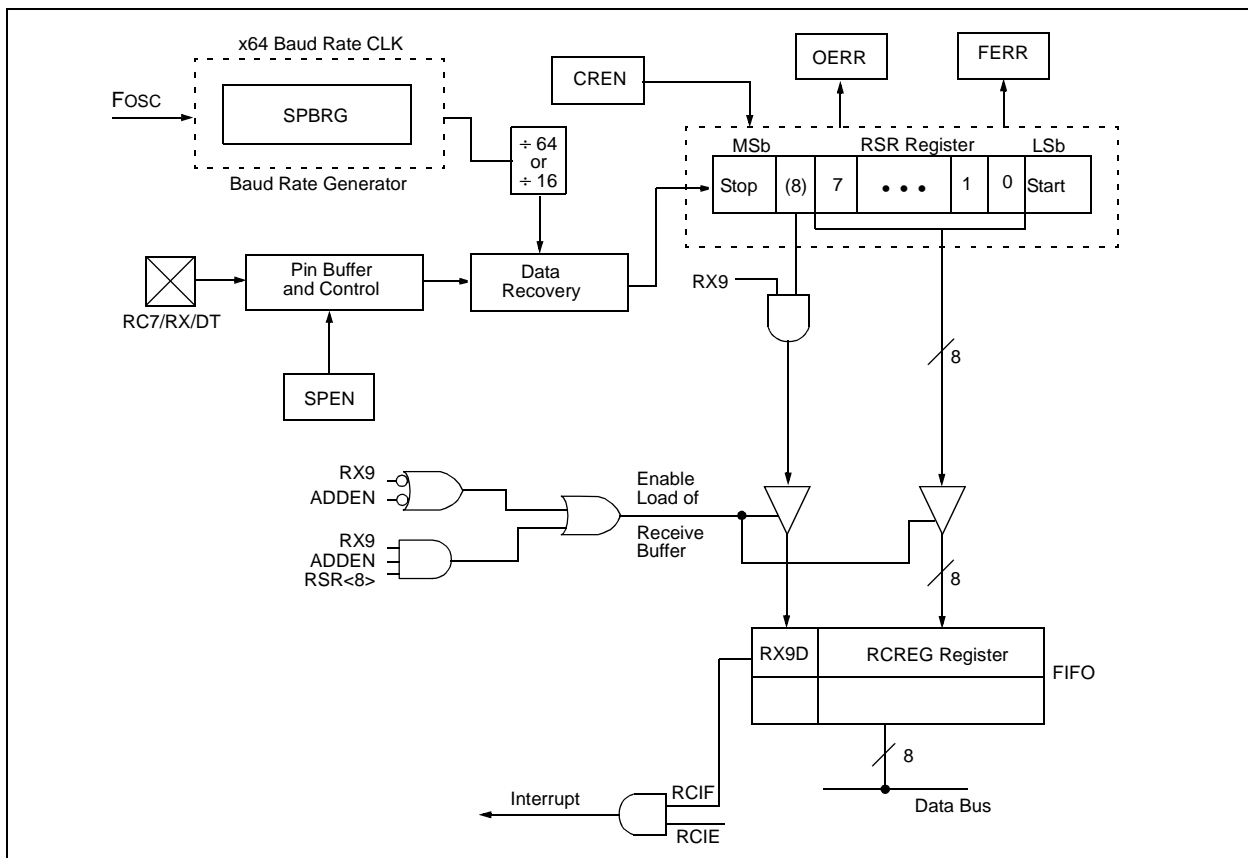 x64 Baud Rate CLK
FOSC
SPBRG
Baud Rate Generator
÷ 64
or
÷ 16
CREN
OERR
FERR
MSb
RSR Register
LSb
Stop
(8)
7
• • •
1
0
Start
RC7/RX/DT
Pin Buffer
and Control
Data
Recovery
SPEN
RX9
8
RX9
ADDEN
RX9
ADDEN
RSR<8>
Enable
Load of
Receive
Buffer
8
RX9D
RCREG Register
FIFO
8
Data Bus
Interrupt
RCIF
RCIE